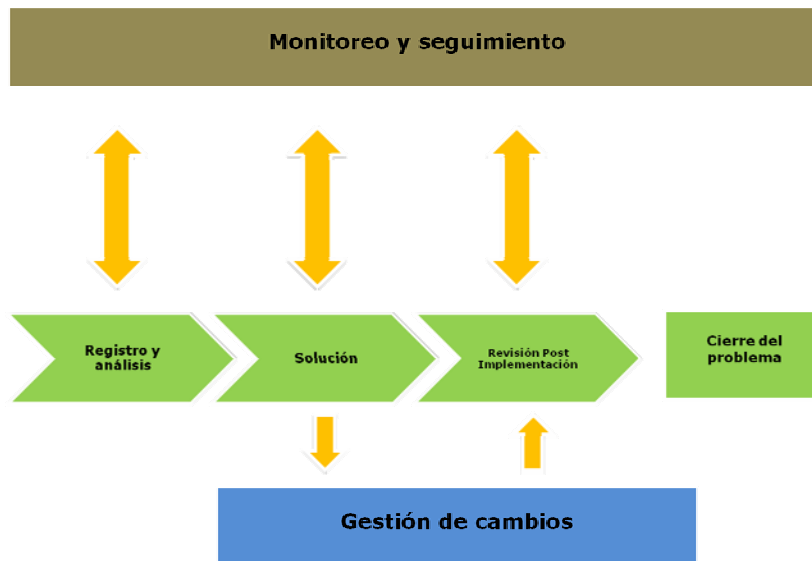 Monitoreo y seguimiento
Registro y
análisis
Solución
Revisión Post
Implementación
Cierre del
problema
Gestión de cambios